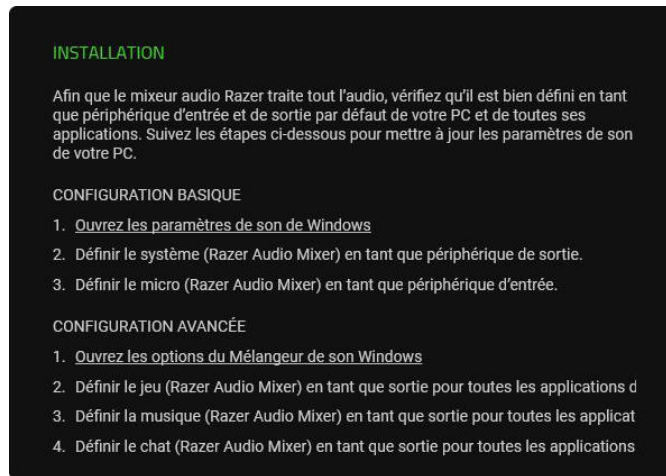 INSTALLATION
Afin que le mixeur audio Razer traite tout l'audio, vérifiez qu'il est bien défini en tant
que périphérique d'entrée et de sortie par défaut de votre PC et de toutes ses
applications. Suivez les étapes ci-dessous pour mettre à jour les paramètres de son
de votre PC.
CONFIGURATION BASIQUE
1. Ouvrez les paramètres de son de Windows
2. Définir le système (Razer Audio Mixer) en tant que périphérique de sortie.
3. Définir le micro (Razer Audio Mixer) en tant que périphérique d'entrée.
CONFIGURATION AVANCÉE
1. Ouvrez les options du Mélangeur de son Windows
2. Définir le jeu (Razer Audio Mixer) en tant que sortie pour toutes les applications d
3. Définir la musique (Razer Audio Mixer) en tant que sortie pour toutes les applicat
4. Définir le chat (Razer Audio Mixer) en tant que sortie pour toutes les applications